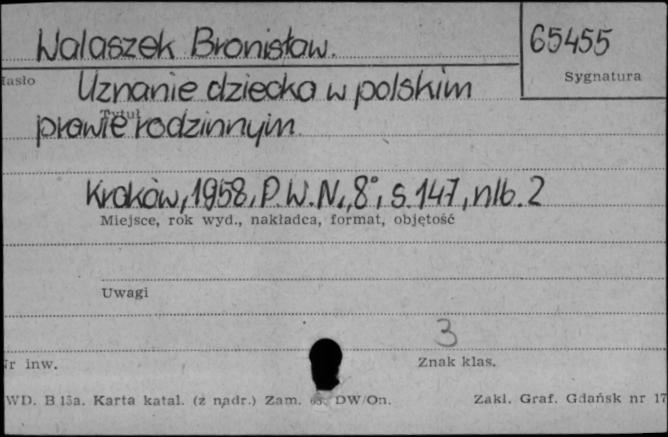 Walaszek Bronisław. 65455
Hasło Sygnatura
Uznanie dziecka w polskim
Tytuł
prawie rodzinnym
Kraków, 1958, P.W.N., 8°, s. 147, nlb. 2
Miejsce, rok wyd., nakładca, format, objętość
Uwagi
3
Nr inw. Znak klas.
WD. B 13a. Karta katal. (z nadr.) Zam. DW/On. Zakl. Graf. Gdańsk nr 17